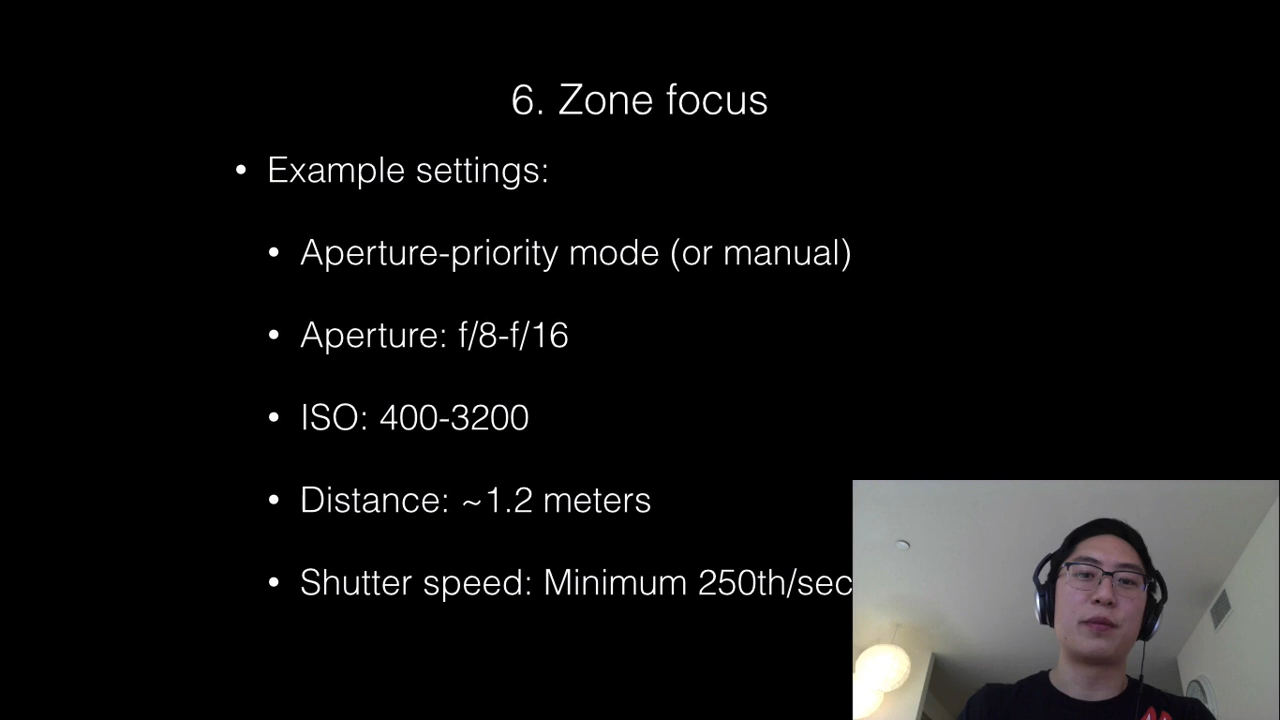 6. Zone focus
• Example settings:
• Aperture-priority mode (or manual)
• Aperture: f/8-f/16
• ISO: 400-3200
• Distance: ~1.2 meters
• Shutter speed: Minimum 250th/sec